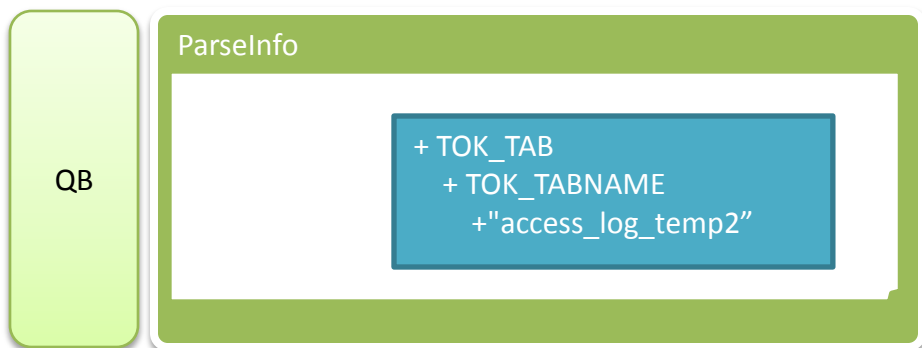 ParseInfo
QB
+ TOK_TAB
+ TOK_TABNAME
+"access_log_temp2”